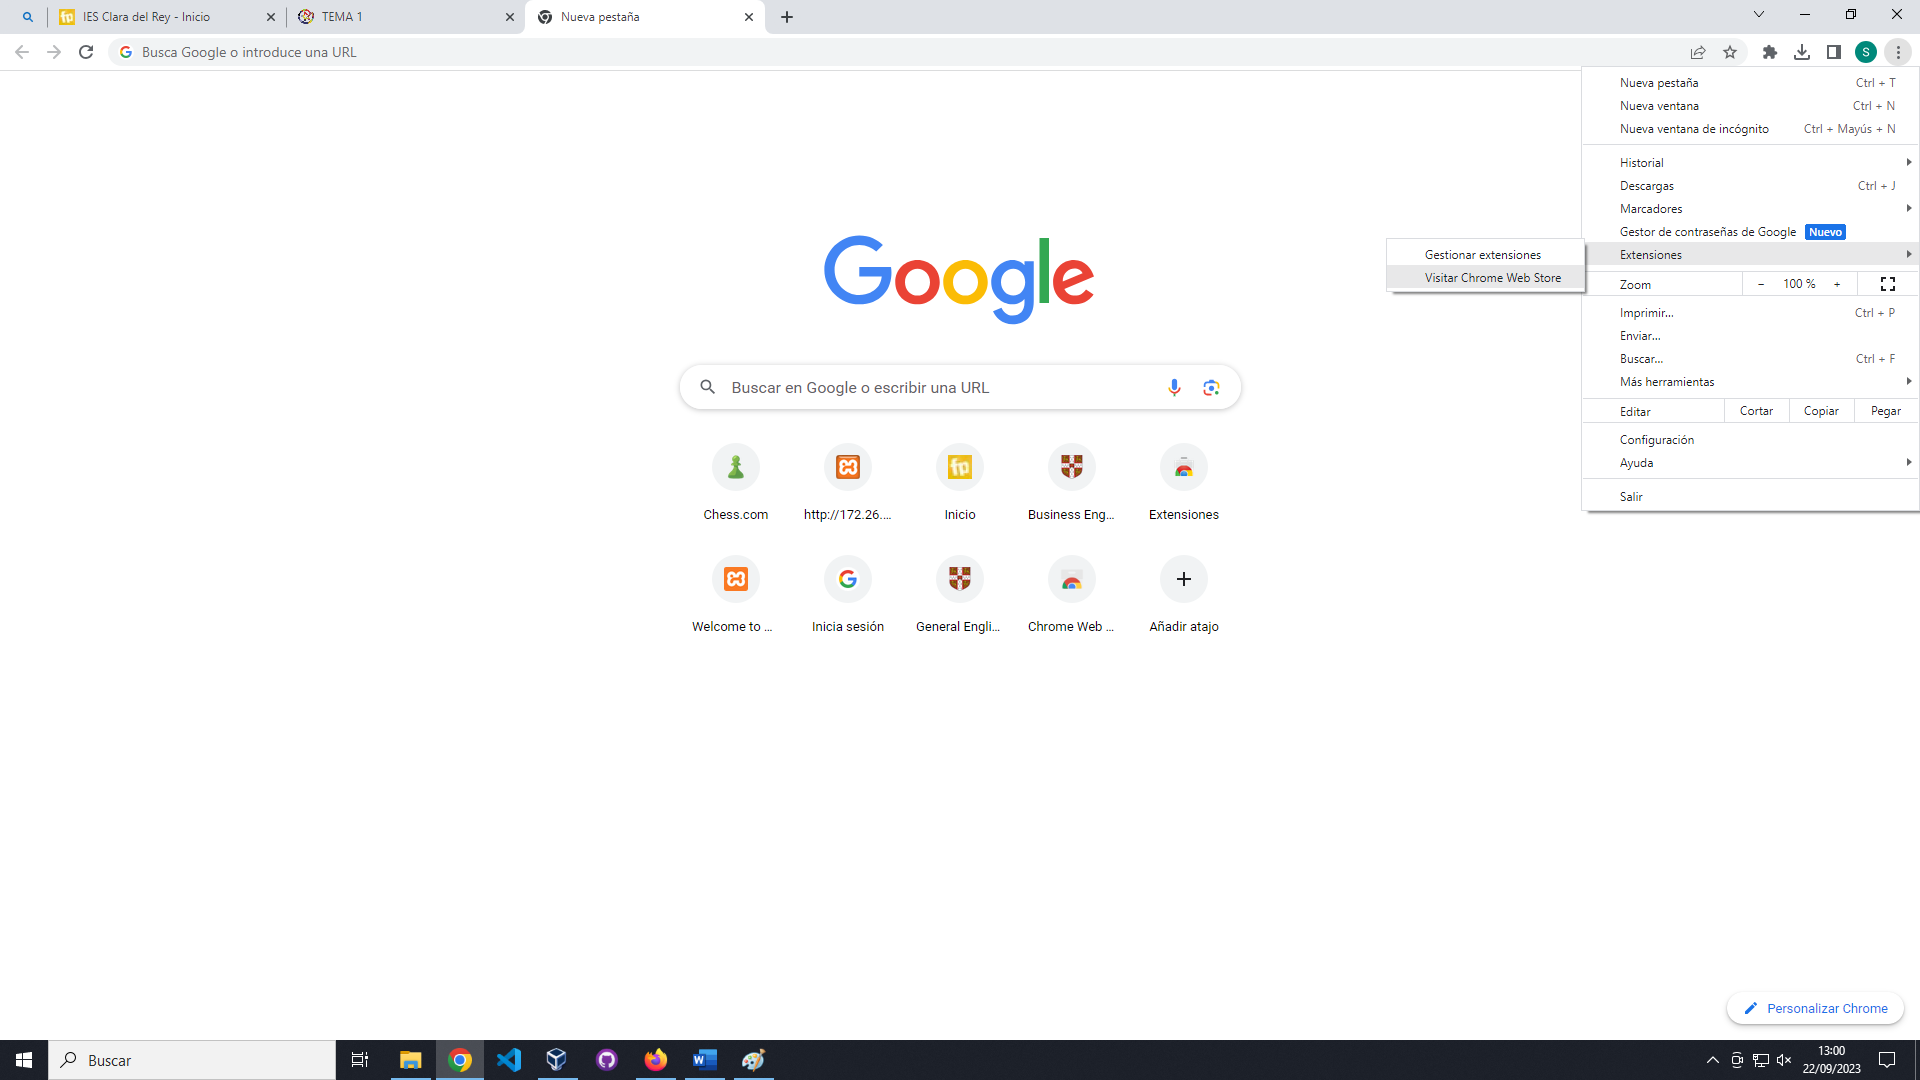 IES Clara del Rey - Inicio
TEMA 1
Nueva pestaña
Busca Google o introduce una URL
S
Nueva pestaña Ctrl + T
Nueva ventana Ctrl + N
Nueva ventana de incógnito Ctrl + Mayús + N
Historial
Descargas Ctrl + J
Marcadores
Gestor de contraseñas de Google Nuevo
Extensiones
Gestionar extensiones
Visitar Chrome Web Store
Zoom - 100 % +
Imprimir... Ctrl + P
Enviar...
Buscar... Ctrl + F
Más herramientas
Editar Cortar Copiar Pegar
Configuración
Ayuda
Salir
Google
Buscar en Google o escribir una URL
Chess.com
http://172.26....
Inicio
Business Eng...
Extensiones
Welcome to ...
Inicia sesión
General Engli...
Chrome Web ...
Añadir atajo
Personalizar Chrome
Buscar
13:00
22/09/2023